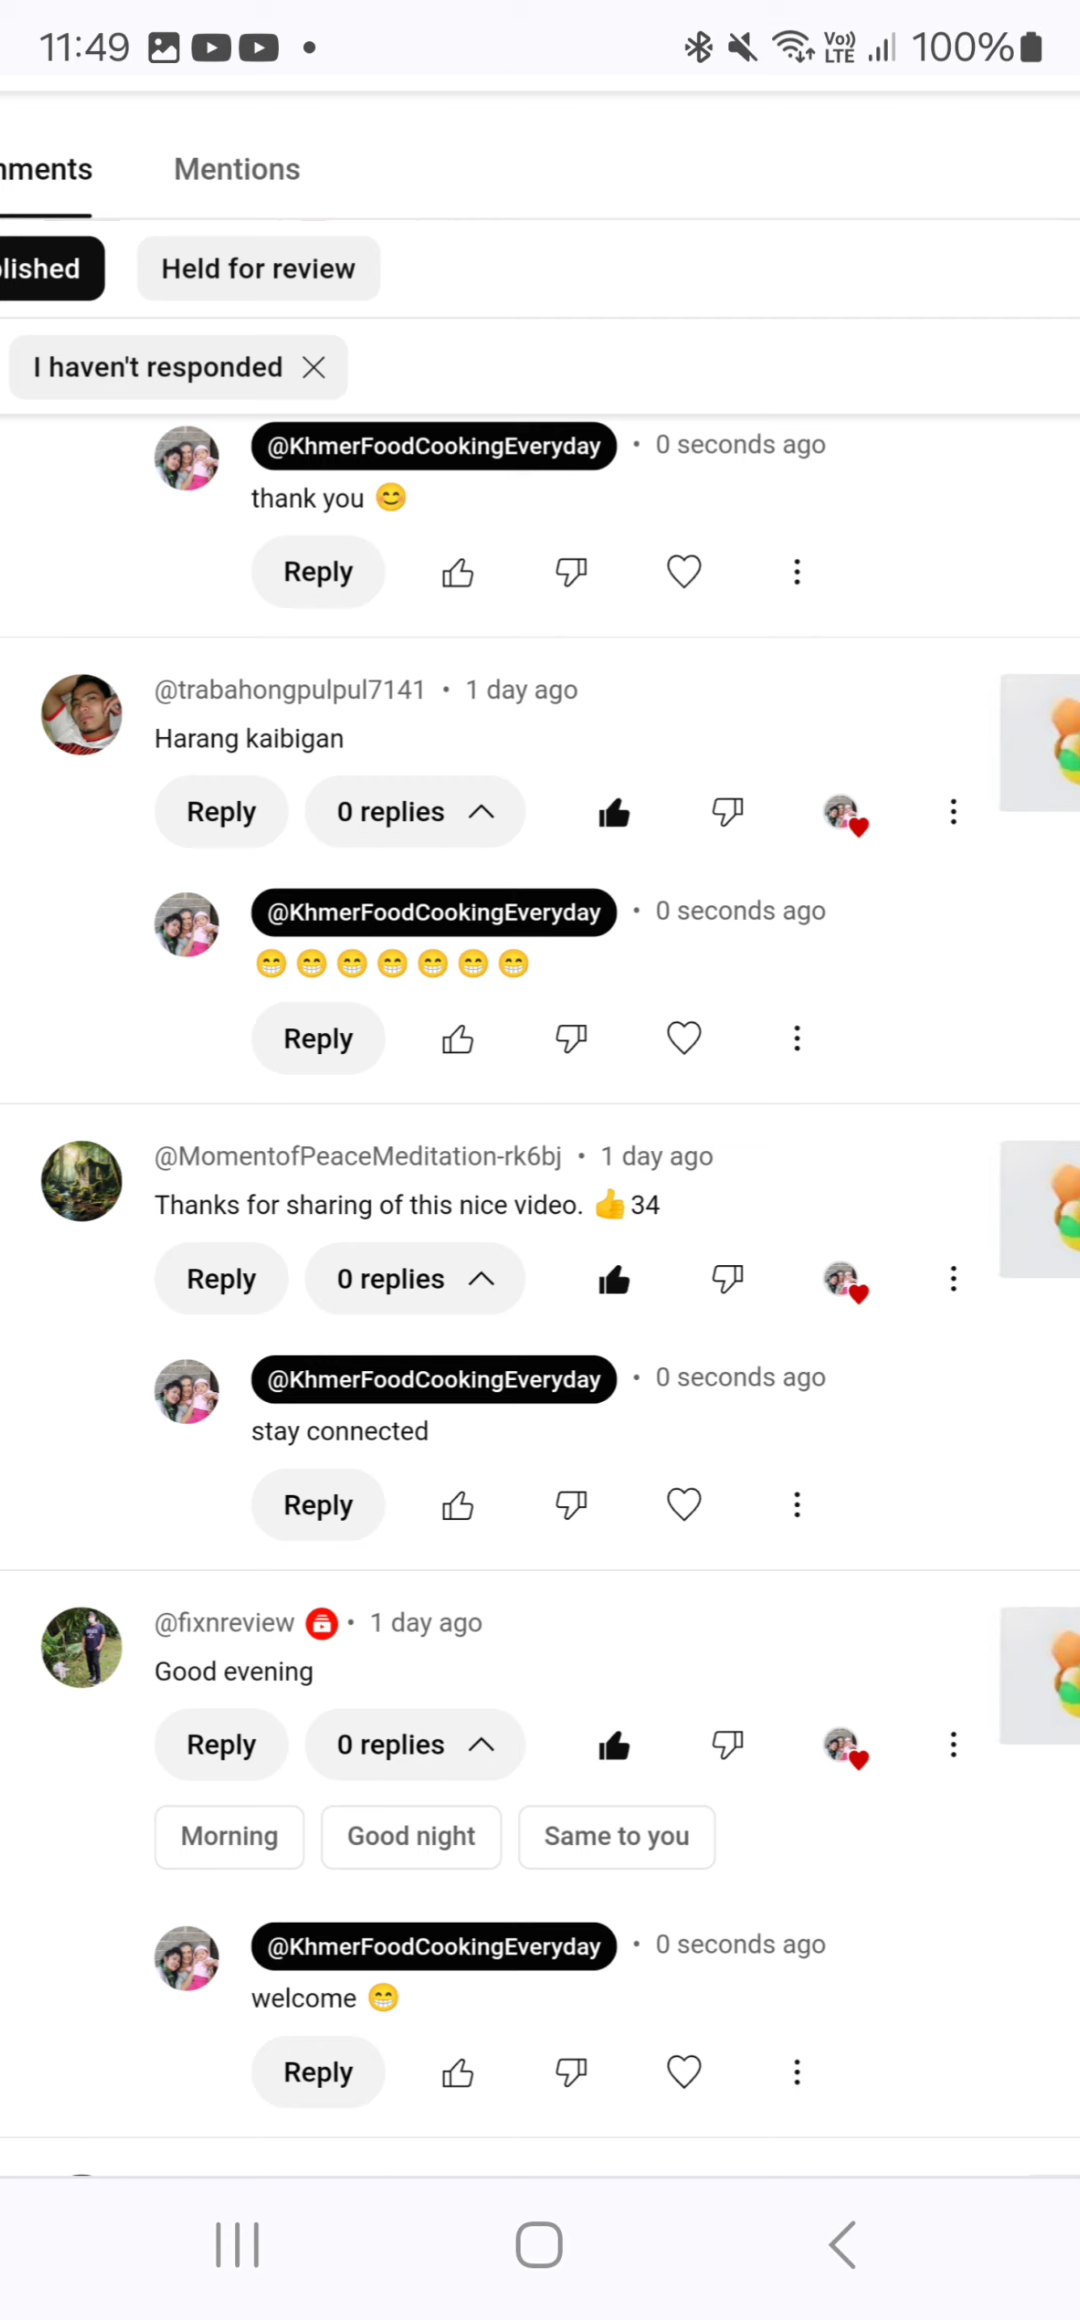 11:49
Vo)) LTE
100%
mments
Mentions
lished
Held for review
I haven't responded
@KhmerFoodCookingEveryday • 0 seconds ago
thank you 😊
Reply
@trabahongpulpul7141 • 1 day ago
Harang kaibigan
Reply
0 replies
@KhmerFoodCookingEveryday • 0 seconds ago
😁😁😁😁😁😁😁
Reply
@MomentofPeaceMeditation-rk6bj • 1 day ago
Thanks for sharing of this nice video. 👍34
Reply
0 replies
@KhmerFoodCookingEveryday • 0 seconds ago
stay connected
Reply
@fixnreview • 1 day ago
Good evening
Reply
0 replies
Morning
Good night
Same to you
@KhmerFoodCookingEveryday • 0 seconds ago
welcome 😁
Reply